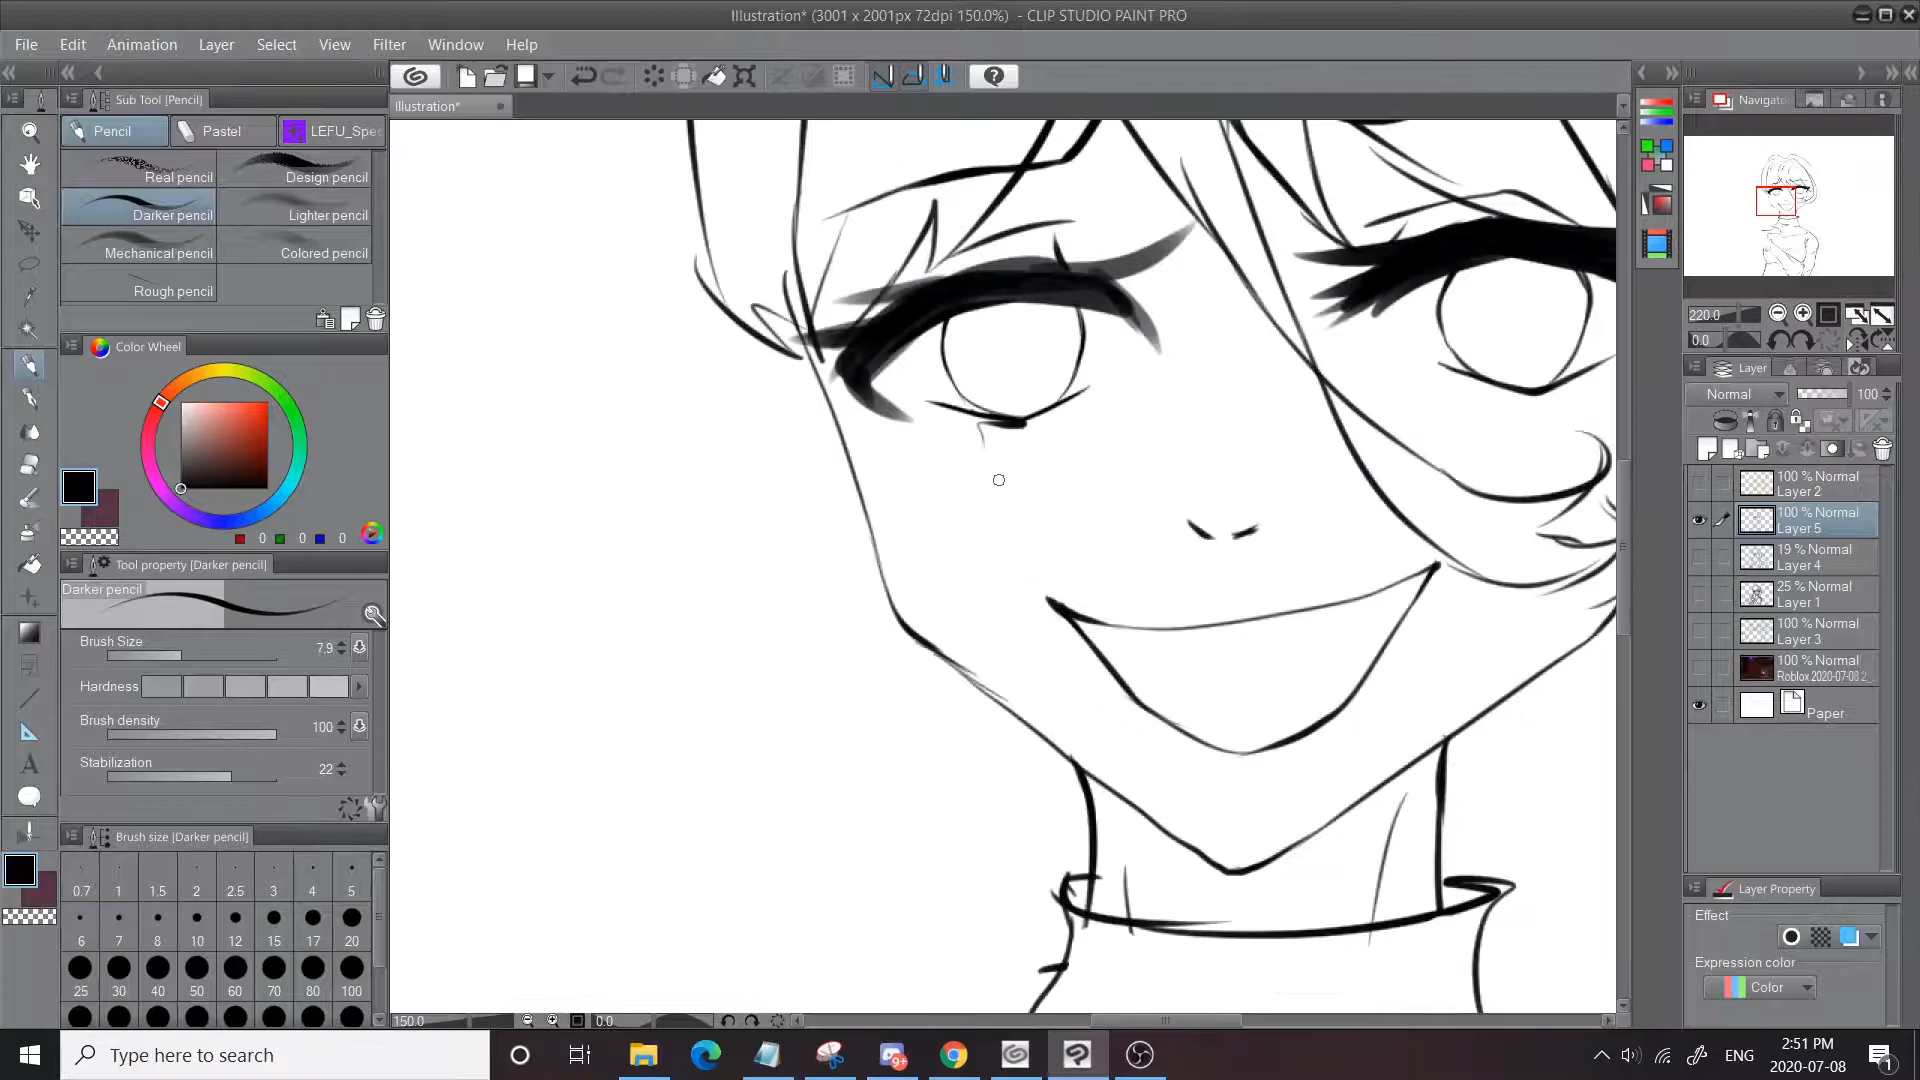 Illustration* (3001 x 2001px 72dpi 150.0%) - CLIP STUDIO PAINT PRO
File Edit Animation Layer Select View Filter Window Help
Illustration*
Sub Tool [Pencil]
Pencil Pastel LEFU_Spec
Real pencil Design pencil
Darker pencil Lighter pencil
Mechanical pencil Colored pencil
Rough pencil
Color Wheel
0 0 0
Tool property [Darker pencil]
Darker pencil
Brush Size 7.9
Hardness
Brush density 100
Stabilization 22
Brush size [Darker pencil]
0.7 1 1.5 2 2.5 3 4 5
6 7 8 10 12 15 17 20
25 30 40 50 60 70 80 100
150.0 0.0
Navigator
220.0
0.0
Layer
Normal 100
100 % Normal
Layer 2
100 % Normal
Layer 5
19 % Normal
Layer 4
25 % Normal
Layer 1
100 % Normal
Layer 3
100 % Normal
Roblox 2020-07-08 2_
Paper
Layer Property
Effect
Expression color
Color
Type here to search
9+
ENG
2:51 PM
2020-07-08
1